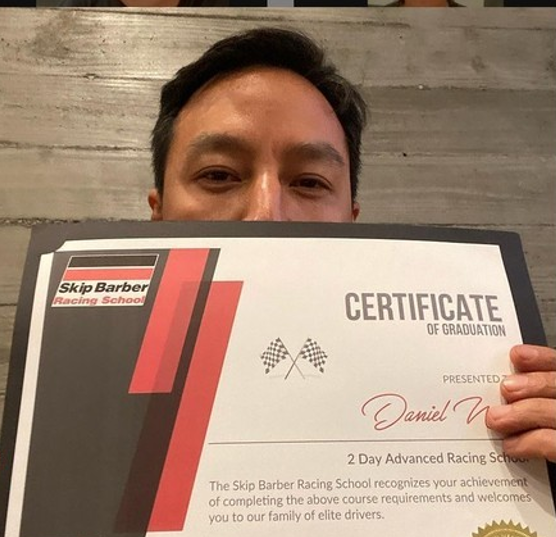 Skip Barber
Racing School
CERTIFICATE
OF GRADUATION
PRESENTED
Daniel
2 Day Advanced Racing School
The Skip Barber Racing School recognizes your achievement
of completing the above course requirements and welcomes
you to our family of elite drivers.